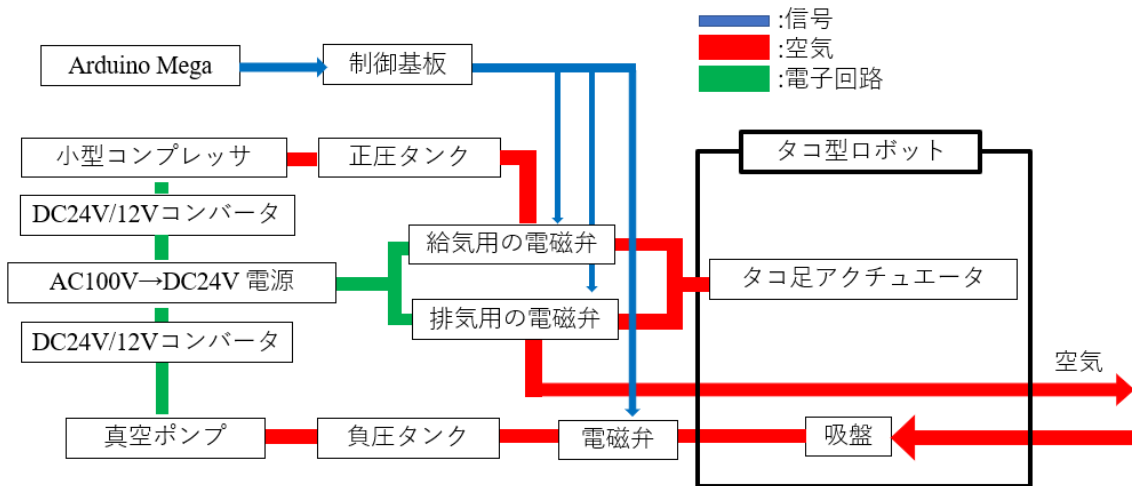 :信号
:空気
:電子回路
Arduino Mega
制御基板
小型コンプレッサ
正圧タンク
タコ型ロボット
DC24V/12Vコンバータ
給気用の電磁弁
AC100V→DC24V 電源
タコ足アクチュエータ
排気用の電磁弁
DC24V/12Vコンバータ
空気
真空ポンプ
負圧タンク
電磁弁
吸盤